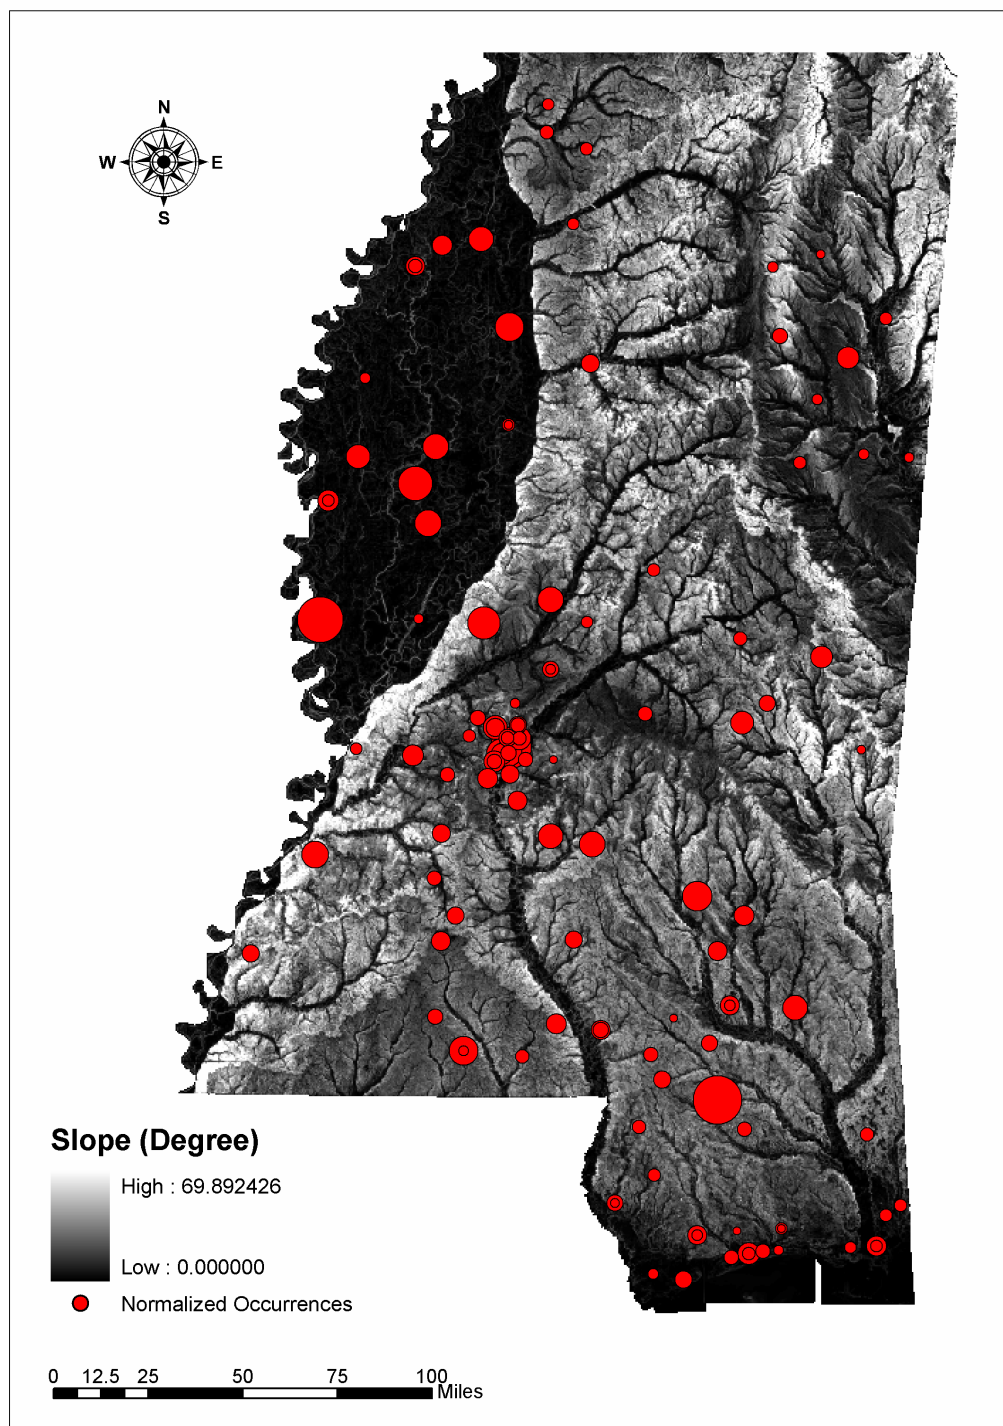 N
W E
S
Slope (Degree)
High : 69.892426
Low : 0.000000
Normalized Occurrences
0 12.5 25 50 75 100
Miles